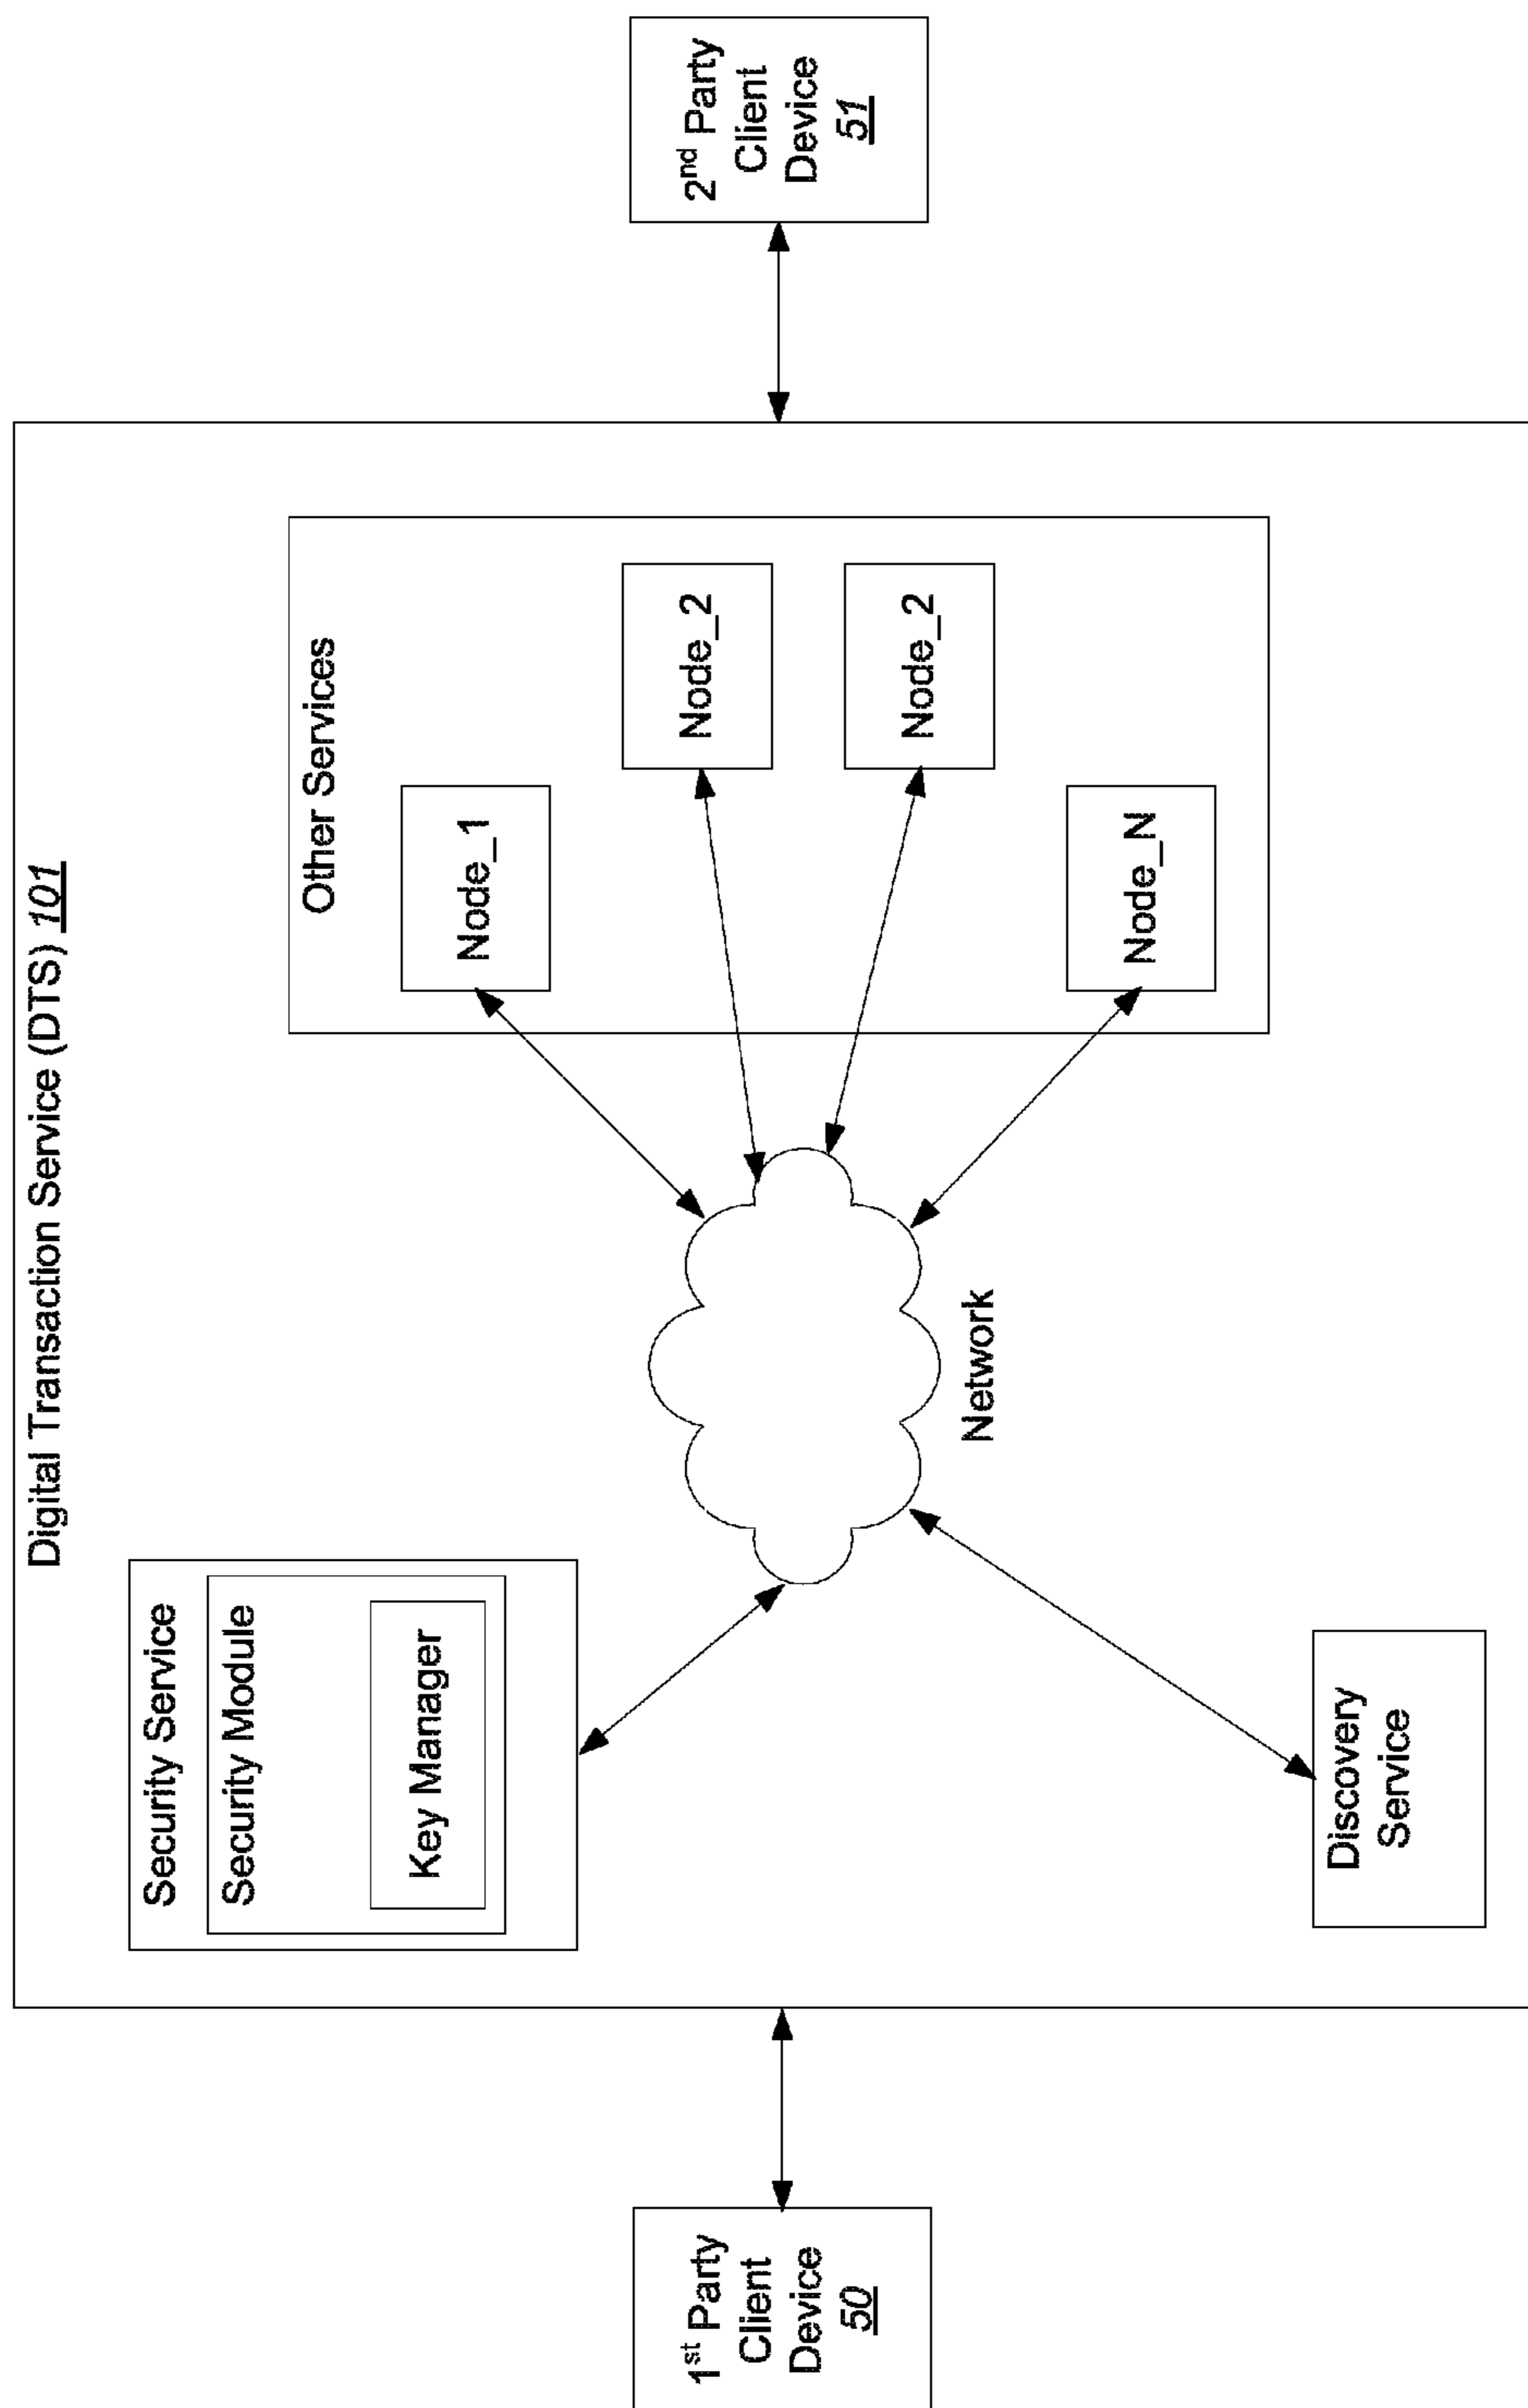 Digital Transaction Service (DTS) 101
Security Service
Security Module
Key Manager
Other Services
Node_1
Node_2
Node_2
Node_N
Network
Discovery
Service
1st Party
Client
Device
50
2nd Party
Client
Device
51